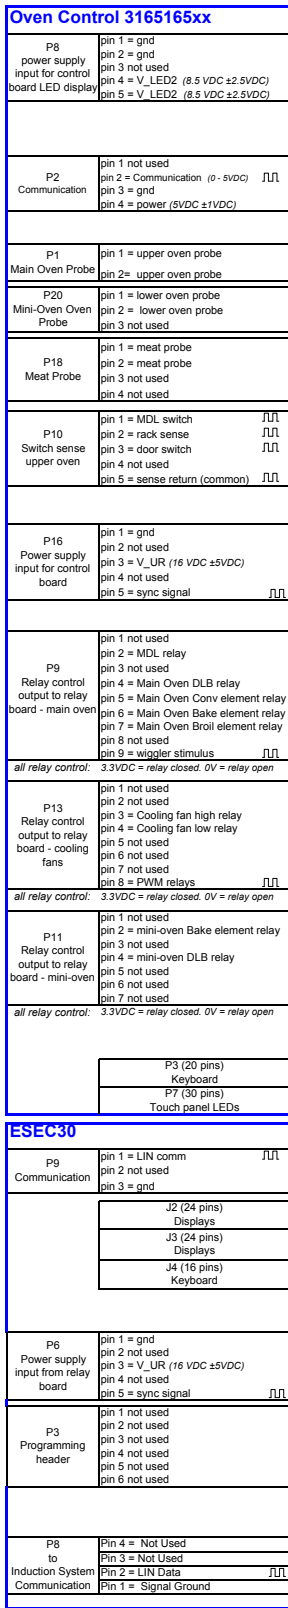 Oven Control 3165165xx
P8
power supply
input for control
board LED display
pin 1 = gnd
pin 2 = gnd
pin 3 not used
pin 4 = V_LED2 (8.5 VDC ±2.5VDC)
pin 5 = V_LED2 (8.5 VDC ±2.5VDC)
P2
Communication
pin 1 not used
pin 2 = Communication (0 - 5VDC)
pin 3 = gnd
pin 4 = power (5VDC ±1VDC)
P1
Main Oven Probe
pin 1 = upper oven probe
pin 2= upper oven probe
P20
Mini-Oven Oven
Probe
pin 1 = lower oven probe
pin 2 = lower oven probe
pin 3 not used
P18
Meat Probe
pin 1 = meat probe
pin 2 = meat probe
pin 3 not used
pin 4 not used
P10
Switch sense
upper oven
pin 1 = MDL switch
pin 2 = rack sense
pin 3 = door switch
pin 4 not used
pin 5 = sense return (common)
P16
Power supply
input for control
board
pin 1 = gnd
pin 2 not used
pin 3 = V_UR (16 VDC ±5VDC)
pin 4 not used
pin 5 = sync signal
P9
Relay control
output to relay
board - main oven
pin 1 not used
pin 2 = MDL relay
pin 3 not used
pin 4 = Main Oven DLB relay
pin 5 = Main Oven Conv element relay
pin 6 = Main Oven Bake element relay
pin 7 = Main Oven Broil element relay
pin 8 not used
pin 9 = wiggler stimulus
all relay control: 3.3VDC = relay closed. 0V = relay open
P13
Relay control
output to relay
board - cooling
fans
pin 1 not used
pin 2 not used
pin 3 = Cooling fan high relay
pin 4 = Cooling fan low relay
pin 5 not used
pin 6 not used
pin 7 not used
pin 8 = PWM relays
all relay control: 3.3VDC = relay closed. 0V = relay open
P11
Relay control
output to relay
board - mini-oven
pin 1 not used
pin 2 = mini-oven Bake element relay
pin 3 not used
pin 4 = mini-oven DLB relay
pin 5 not used
pin 6 not used
pin 7 not used
all relay control: 3.3VDC = relay closed. 0V = relay open
P3 (20 pins)
Keyboard
P7 (30 pins)
Touch panel LEDs
ESEC30
P9
Communication
pin 1 = LIN comm
pin 2 not used
pin 3 = gnd
J2 (24 pins)
Displays
J3 (24 pins)
Displays
J4 (16 pins)
Keyboard
P6
Power supply
input from relay
board
pin 1 = gnd
pin 2 not used
pin 3 = V_UR (16 VDC ±5VDC)
pin 4 not used
pin 5 = sync signal
P3
Programming
header
pin 1 not used
pin 2 not used
pin 3 not used
pin 4 not used
pin 5 not used
pin 6 not used
P8
to
Induction System
Communication
Pin 4 = Not Used
Pin 3 = Not Used
Pin 2 = LIN Data
Pin 1 = Signal Ground